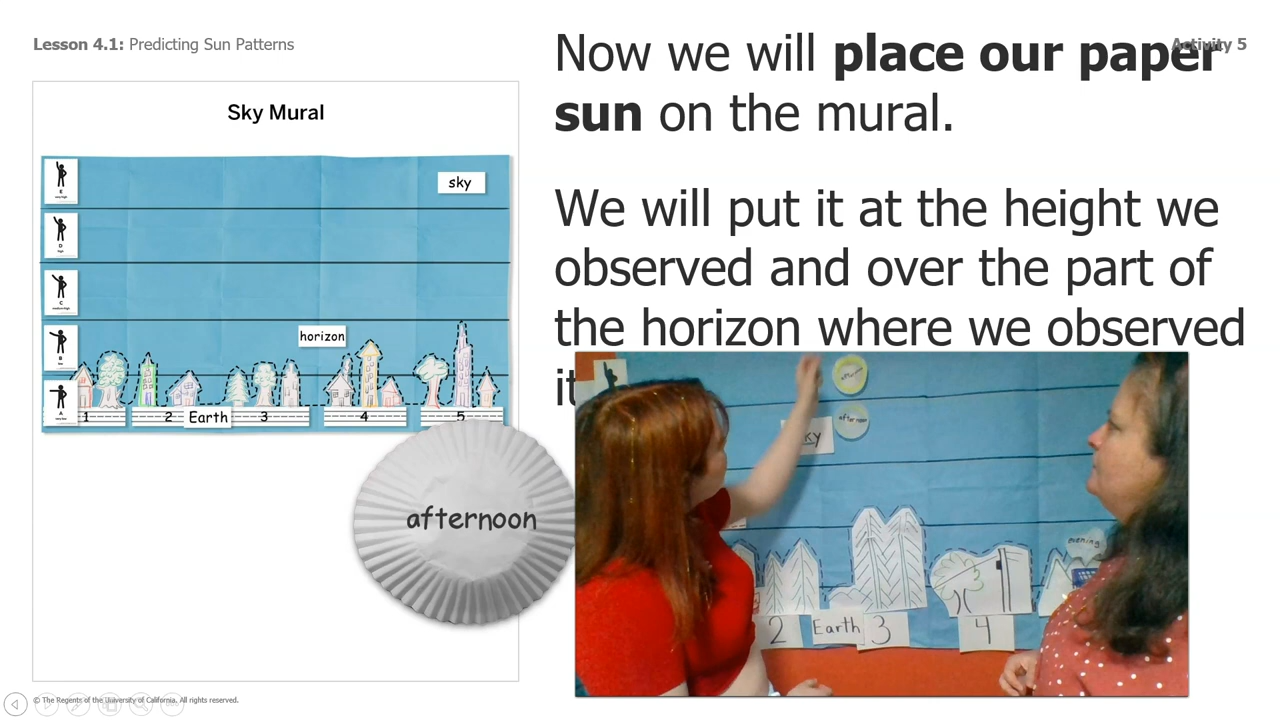 Lesson 4.1: Predicting Sun Patterns
Activity 5
Now we will place our paper
sun on the mural.
We will put it at the height we
observed and over the part of
the horizon where we observed
it
Sky Mural
sky
E
D
C
B
A
horizon
1 2 Earth 3 4 5
afternoon
afternoon
afternoon
ky
evening
2 Earth 3 4
© The Regents of the University of California. All rights reserved.